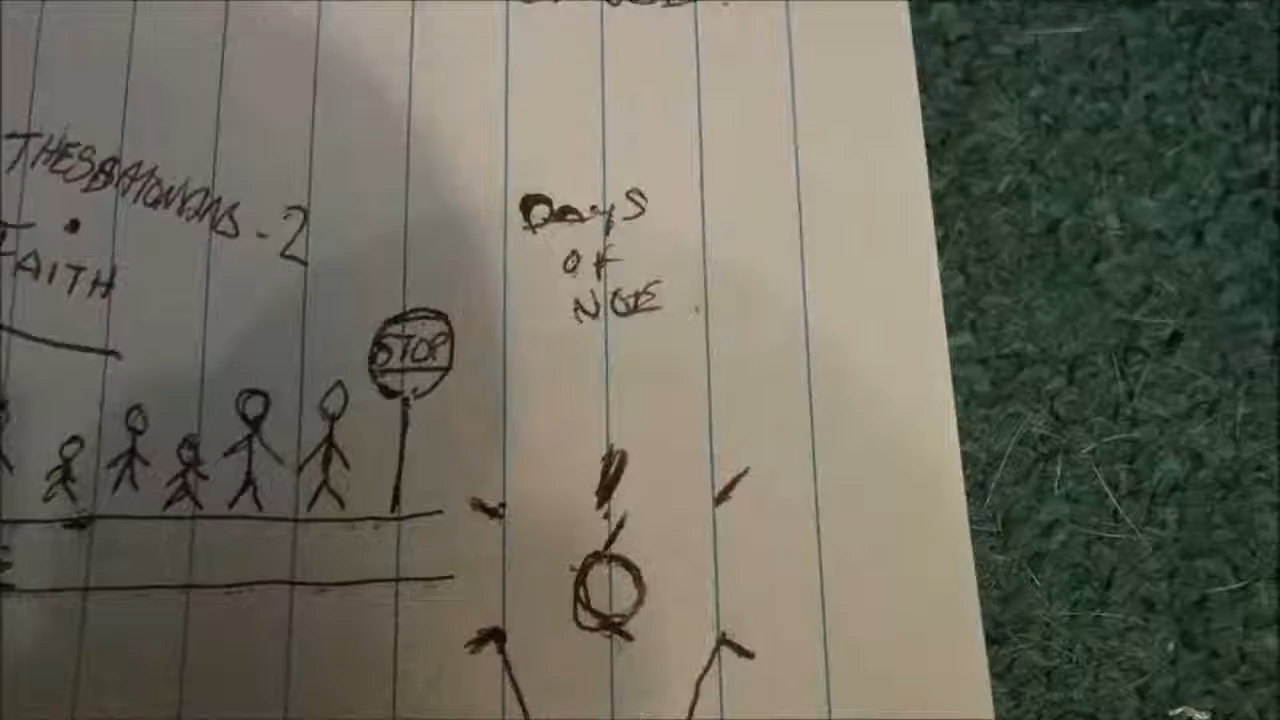 THESSALONIANS - 2
FAITH
STOP
Days
OF
NOE